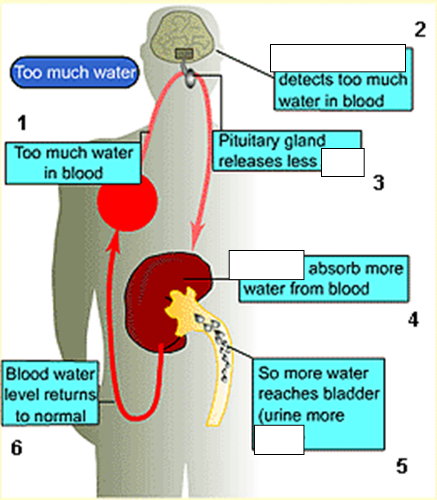 2
Too much water
detects too much
water in blood
1
Too much water
in blood
Pituitary gland
releases less
3
absorb more
water from blood
4
Blood water
level returns
to normal
6
So more water
reaches bladder
(urine more
5